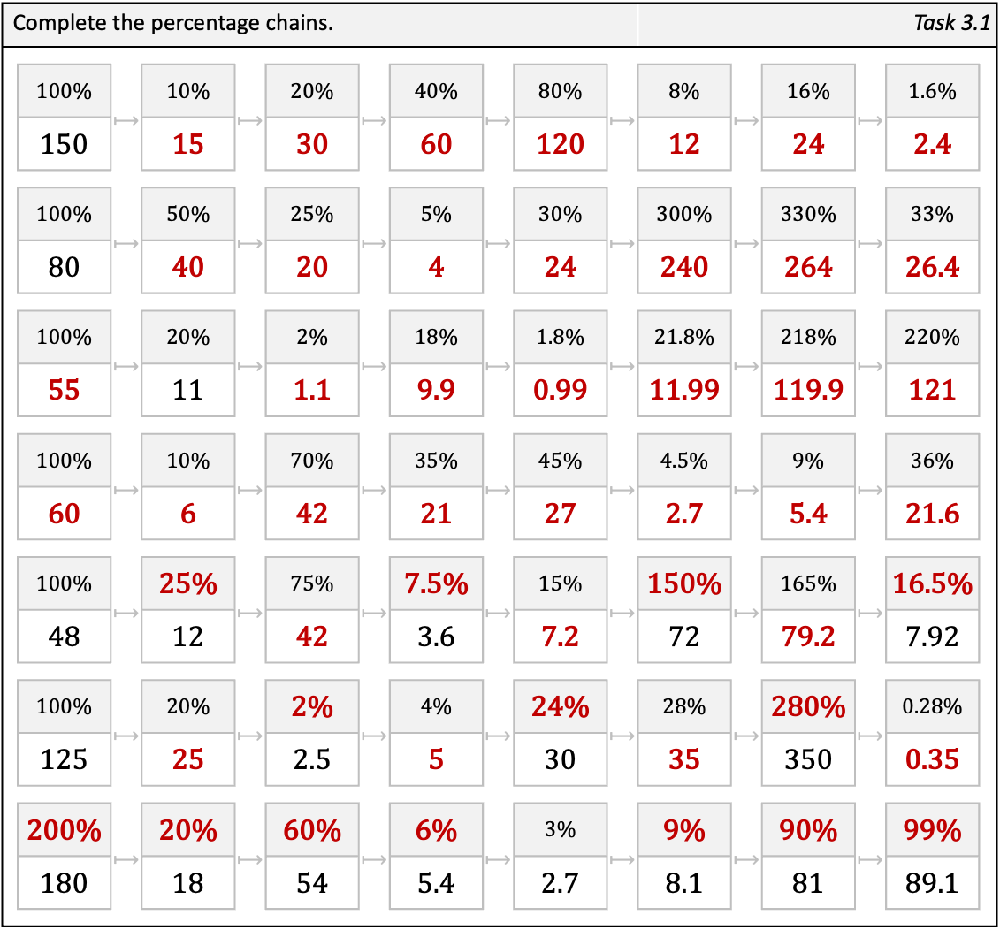 Complete the percentage chains. Task 3.1
100% 10% 20% 40% 80% 8% 16% 1.6%
150 15 30 60 120 12 24 2.4
100% 50% 25% 5% 30% 300% 330% 33%
80 40 20 4 24 240 264 26.4
100% 20% 2% 18% 1.8% 21.8% 218% 220%
55 11 1.1 9.9 0.99 11.99 119.9 121
100% 10% 70% 35% 45% 4.5% 9% 36%
60 6 42 21 27 2.7 5.4 21.6
100% 25% 75% 7.5% 15% 150% 165% 16.5%
48 12 42 3.6 7.2 72 79.2 7.92
100% 20% 2% 4% 24% 28% 280% 0.28%
125 25 2.5 5 30 35 350 0.35
200% 20% 60% 6% 3% 9% 90% 99%
180 18 54 5.4 2.7 8.1 81 89.1